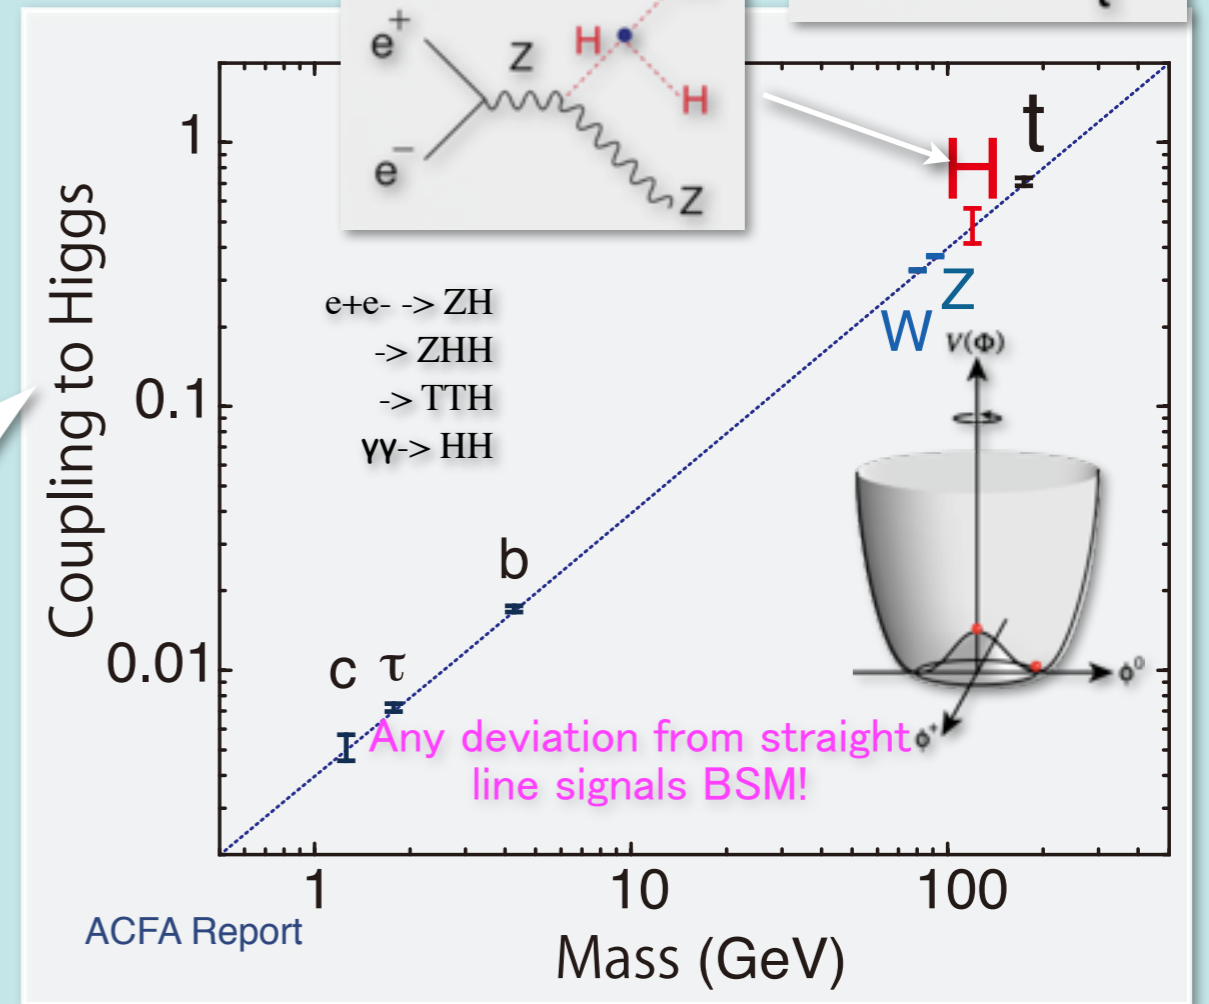 e+
Z
H
H
e−
Z
1
0.1
0.01
Coupling to Higgs
H
t
Z
W
e+e- -> ZH
-> ZHH
-> TTH
γγ-> HH
V(Φ)
b
c
τ
ϕ⁰
ϕ⁺
Any deviation from straight
line signals BSM!
1
10
100
ACFA Report
Mass (GeV)